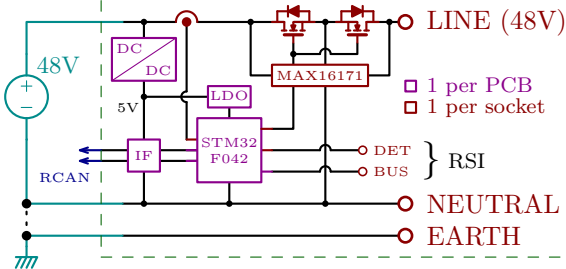 LINE (48V)
DC
DC
48V
+
−
MAX16171
1 per PCB
1 per socket
LDO
5V
STM32
F042
IF
DET
BUS
RSI
RCAN
NEUTRAL
EARTH